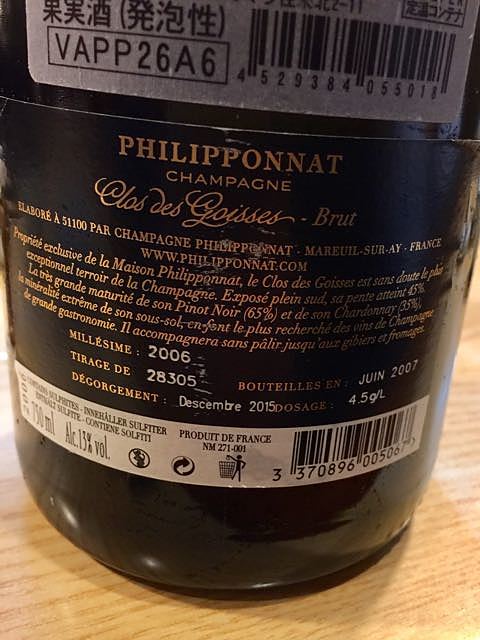 果実酒(発泡性)
VAPP26A6
4 529384 055018
PHILIPPONNAT
CHAMPAGNE
Clos des Goisses - Brut
ELABORÉ À 51100 PAR CHAMPAGNE PHILIPPONNAT - MAREUIL-SUR-AY - FRANCE
WWW.PHILIPPONNAT.COM
Propriété exclusive de la Maison Philipponnat, le Clos des Goisses est sans doute le plus
exceptionnel terroir de la Champagne. Exposé plein sud, sa pente atteint 45%.
La très grande maturité de son Pinot Noir (65%) et de son Chardonnay (35%),
la minéralité extrême de son sous-sol, en font le plus recherché des vins de Champagne
de grande gastronomie. Il accompagnera sans pâlir jusqu'aux gibiers et fromages.
MILLÉSIME : 2006
TIRAGE DE 28305 BOUTEILLES EN : JUIN 2007
DÉGORGEMENT : Descembre 2015 DOSAGE : 4.5g/L
CONTAINS SULPHITES - INNEHÅLLER SULFITER
ENTHÄLT SULFITE - CONTIENE SOLFITI
750 ml Alc.13% vol.
PRODUIT DE FRANCE
NM 271-001
3 370896 005067